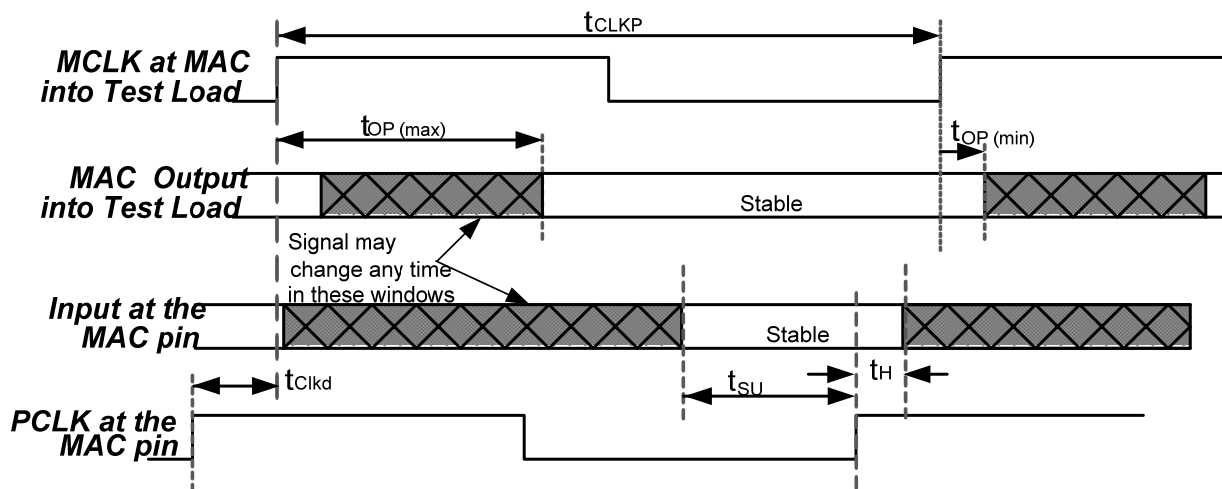 tCLKP
MCLK at MAC
into Test Load
tOP (max)
tOP (min)
MAC Output
into Test Load
Stable
Signal may
change any time
in these windows
Input at the
MAC pin
Stable
tClkd
tSU
tH
PCLK at the
MAC pin